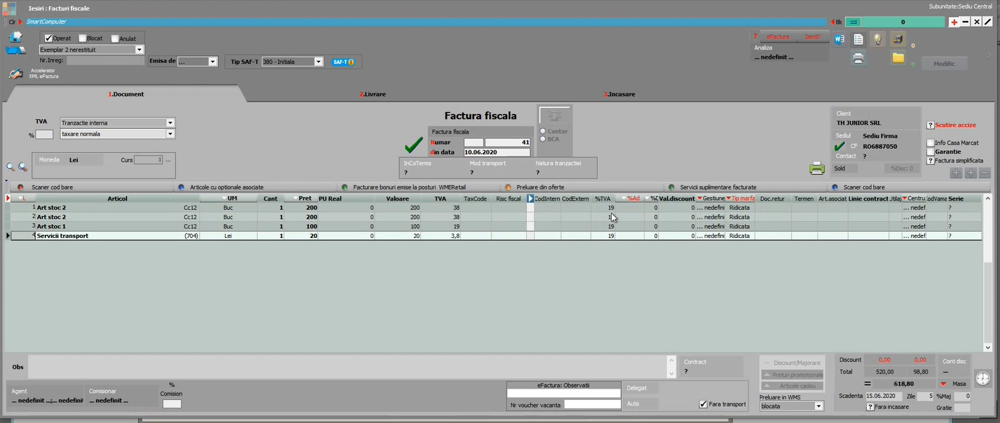 Iesiri : Facturi fiscale
Subunitate:Sediu Central
Clr SmartComputer Bk 0
Operat Blocat Anulat
Exemplar 2 nerestituit
Nr.Inreg: Emisa de ... Tip SAF-T 380 - Initiala SAF-T
? eFactura Send?
Analiza
... nedefinit ...
0
0
Modific
Accelerator
XML eFactura
1.Document 2.Livrare 3.Incasare
TVA Tranzactie interna
% taxare normala
Moneda Lei Curs 1 ...
Factura fiscala
Factura fiscala
Numar 41
din data 10.06.2020
Cantar
BCA
InCoTerms Mod transport Natura tranzactiei
? ? ?
Client
TH JUNIOR SRL
Sediul Sediu Firma
CF RO6887050
Contact ?
Sold %Disc: 0
? Scutire accize
Info Casa Marcat
Garantie
? Factura simplificata
Scaner cod bare Articole cu optionale asociate Facturare bonuri emise la posturi WMERetail Preluare din oferte Servicii suplimentare facturate Scaner cod bare
L Articol UM Cant Pret PU Real Valoare TVA TaxCode Risc fiscal CodIntern CodExtern %TVA %Ad Val.discount Gestiune Tip marfa Doc.retur Termen Art.asociat Linie contract Centru Serie
1 Art stoc 2 Cc12 Buc 1 200 0 200 38 19 0 0 ... nedefini Ridicata ... nedef ?
2 Art stoc 2 Cc12 Buc 1 200 0 200 38 0 0 ... nedefini Ridicata ... nedef ?
3 Art stoc 1 Cc12 Buc 1 100 0 100 19 19 0 0 ... nedefini Ridicata ... nedef ?
4 Servicii transport (704) Lei 1 20 0 20 3,8 19 0 0 ... nedefini Ridicata ... nedef ?
Obs
Contract
?
Discount/Majorare
Preturi promotionale
Articole cadou
Preluare in WMS
blocata
Agent Comisionar
... nedefinit ...;... nedefinit ... nedefinit ...
%
Comision
eFactura: Observatii
Nr voucher vacanta
Delegat
Auto
Fara transport
Discount 0,00 0,00 Cont disc
Total 520,00 98,80 ...
= 618,80 Masa
Scadenta 15.06.2020 Zile 5 %Maj 0
? Fara incasare Gratie